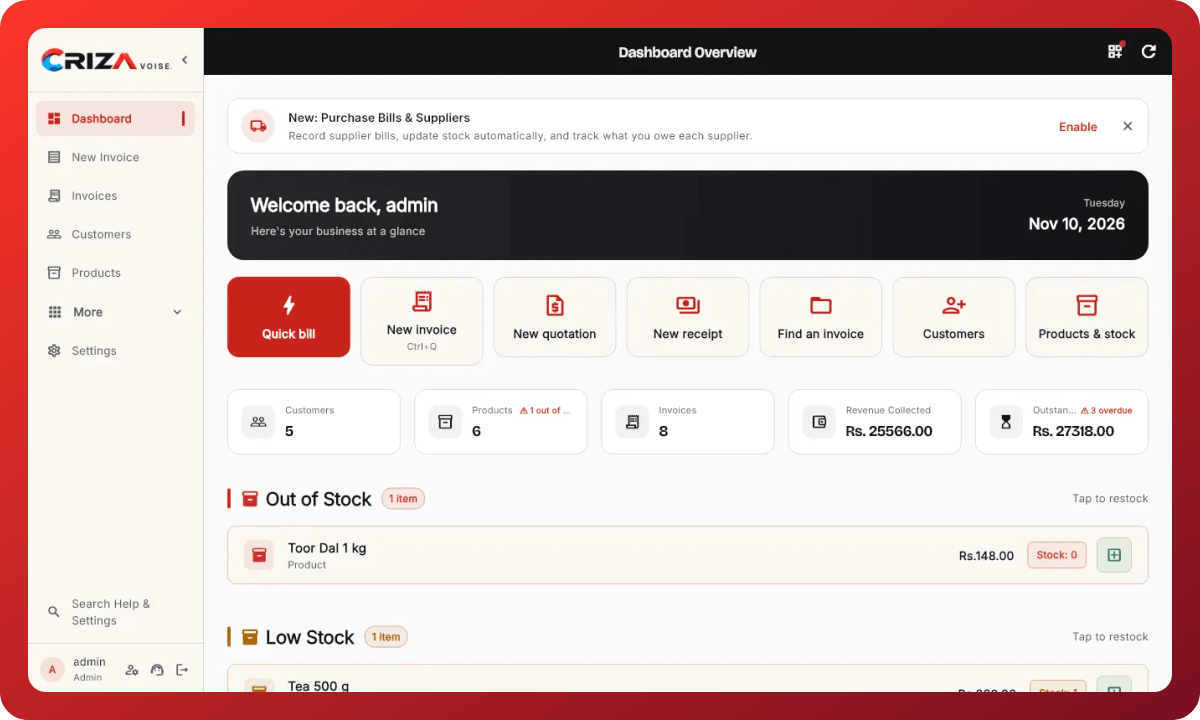 CRIZA VOISE.
Dashboard
New Invoice
Invoices
Customers
Products
More
Settings
Search Help &
Settings
A
admin
Admin
Dashboard Overview
New: Purchase Bills & Suppliers
Record supplier bills, update stock automatically, and track what you owe each supplier.
Enable
Welcome back, admin
Here's your business at a glance
Tuesday
Nov 10, 2026
Quick bill
New invoice
Ctrl+Q
New quotation
New receipt
Find an invoice
Customers
Products & stock
Customers
5
Products 1 out of ...
6
Invoices
8
Revenue Collected
Rs. 25566.00
Outstan... 3 overdue
Rs. 27318.00
Out of Stock 1 item
Tap to restock
Toor Dal 1 kg
Product
Rs.148.00
Stock: 0
Low Stock 1 item
Tap to restock
Tea 500 g